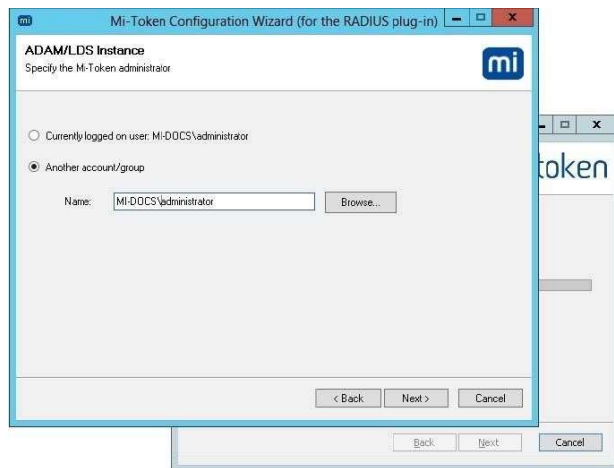 mi
Mi-Token Configuration Wizard (for the RADIUS plug-in)
ADAM/LDS Instance
Specify the Mi-Token administrator
mi
Currently logged on user: MI-DOCS\administrator
Another account/group
Name: MI-DOCS\administrator Browse...
< Back Next > Cancel
token
Back Next Cancel